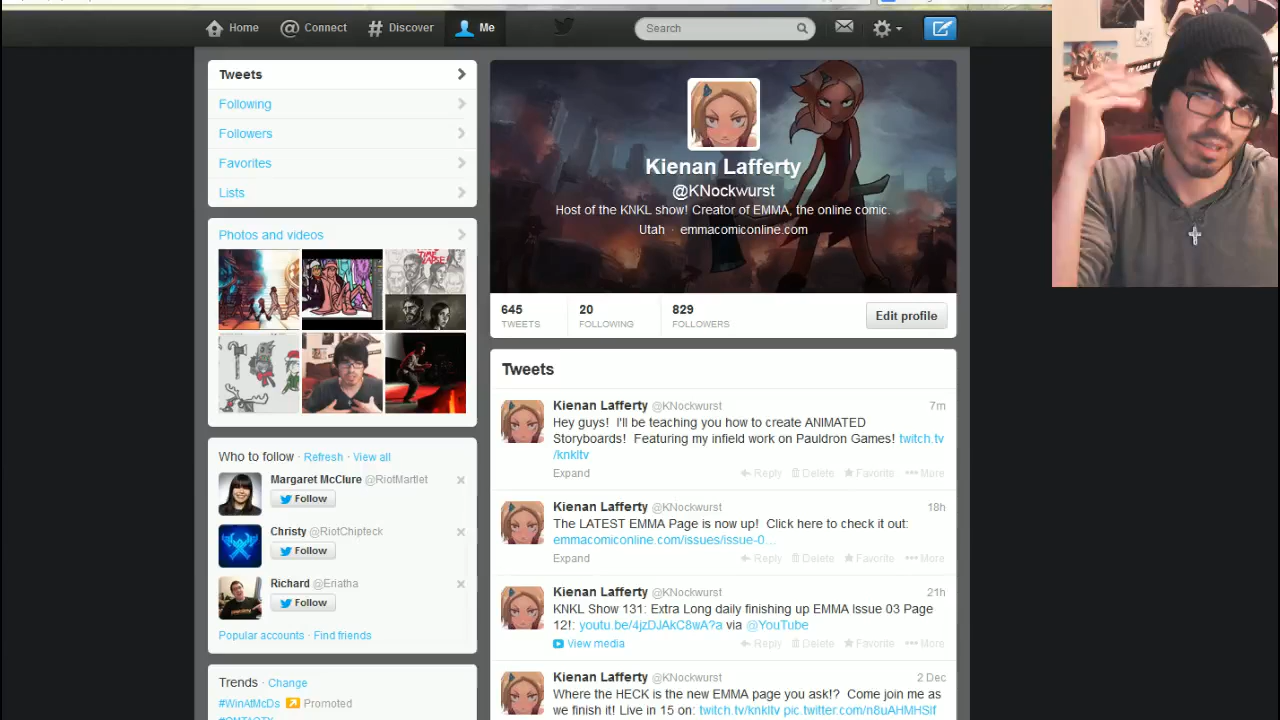 Home
Connect
Discover
Me
Search
Tweets
Following
Followers
Favorites
Lists
Photos and videos
Who to follow · Refresh · View all
Margaret McClure @RiotMartlet
Follow
Christy @RiotChipteck
Follow
Richard @Eriatha
Follow
Popular accounts · Find friends
Trends · Change
#WinAtMcDs Promoted
Kienan Lafferty
@KNockwurst
Host of the KNKL show! Creator of EMMA, the online comic.
Utah · emmacomiconline.com
645
TWEETS
20
FOLLOWING
829
FOLLOWERS
Edit profile
Tweets
Kienan Lafferty @KNockwurst 7m
Hey guys! I'll be teaching you how to create ANIMATED
Storyboards! Featuring my infield work on Pauldron Games! twitch.tv
/knkltv
Expand Reply Delete Favorite More
Kienan Lafferty @KNockwurst 18h
The LATEST EMMA Page is now up! Click here to check it out:
emmacomiconline.com/issues/issue-0...
Expand Reply Delete Favorite More
Kienan Lafferty @KNockwurst 21h
KNKL Show 131: Extra Long daily finishing up EMMA Issue 03 Page
12!: youtu.be/4jzDJAkC8wA?a via @YouTube
View media Reply Delete Favorite More
Kienan Lafferty @KNockwurst 2 Dec
Where the HECK is the new EMMA page you ask!? Come join me as
we finish it! Live in 15 on: twitch.tv/knkltv pic.twitter.com/n8uAHMHSIf